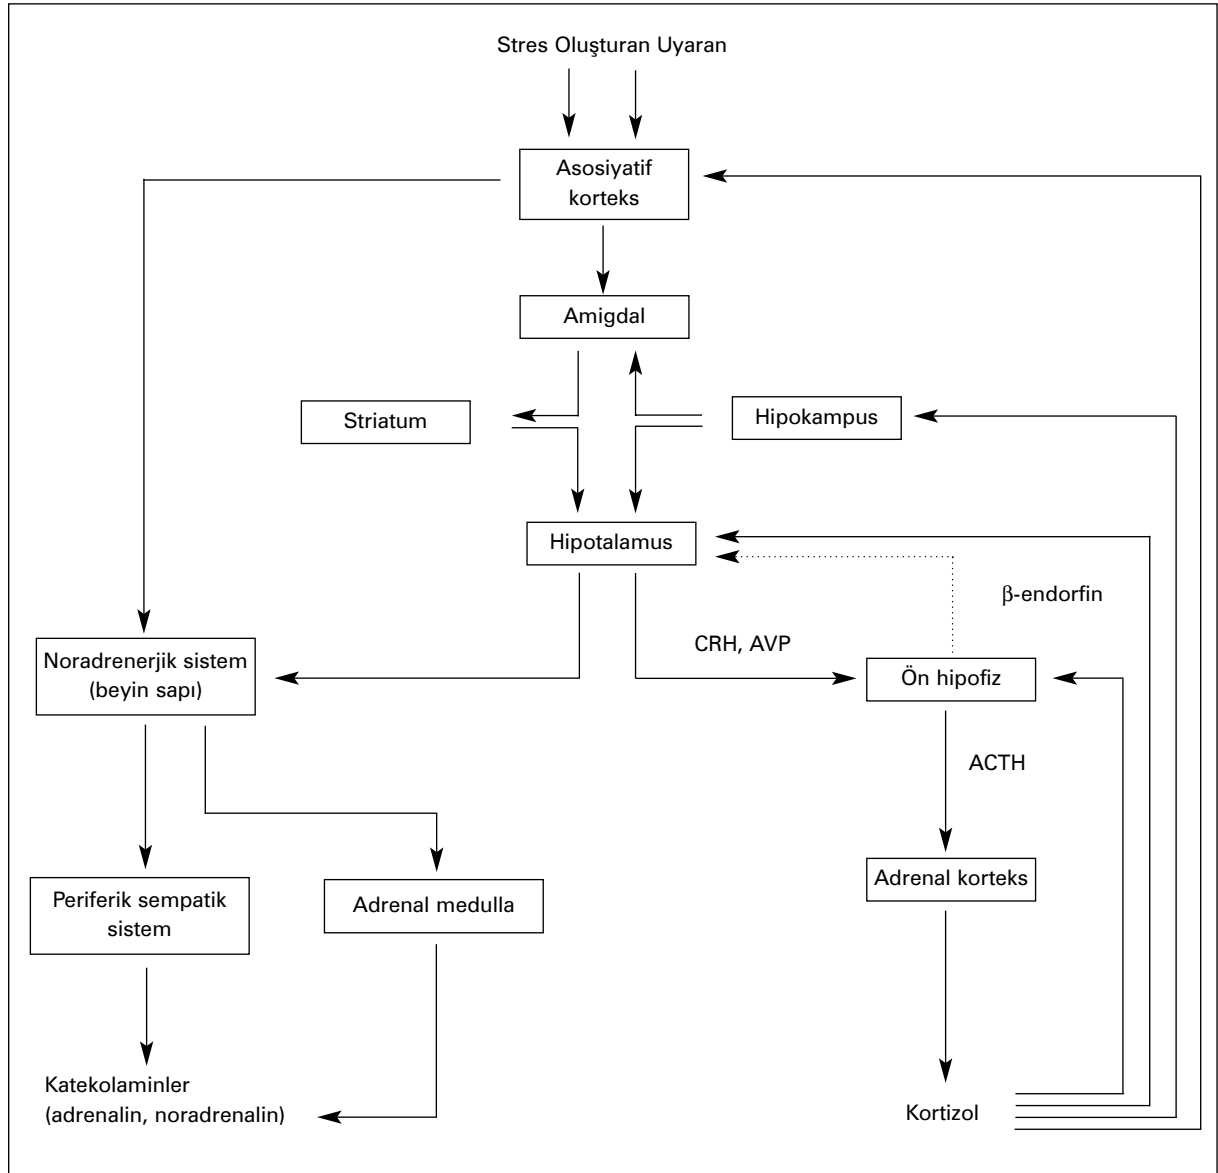 Stres Oluşturan Uyaran
Asosiyatif
korteks
Amigdal
Striatum
Hipokampus
Hipotalamus
β-endorfin
CRH, AVP
Noradrenerjik sistem
(beyin sapı)
Ön hipofiz
ACTH
Periferik sempatik
sistem
Adrenal medulla
Adrenal korteks
Katekolaminler
(adrenalin, noradrenalin)
Kortizol